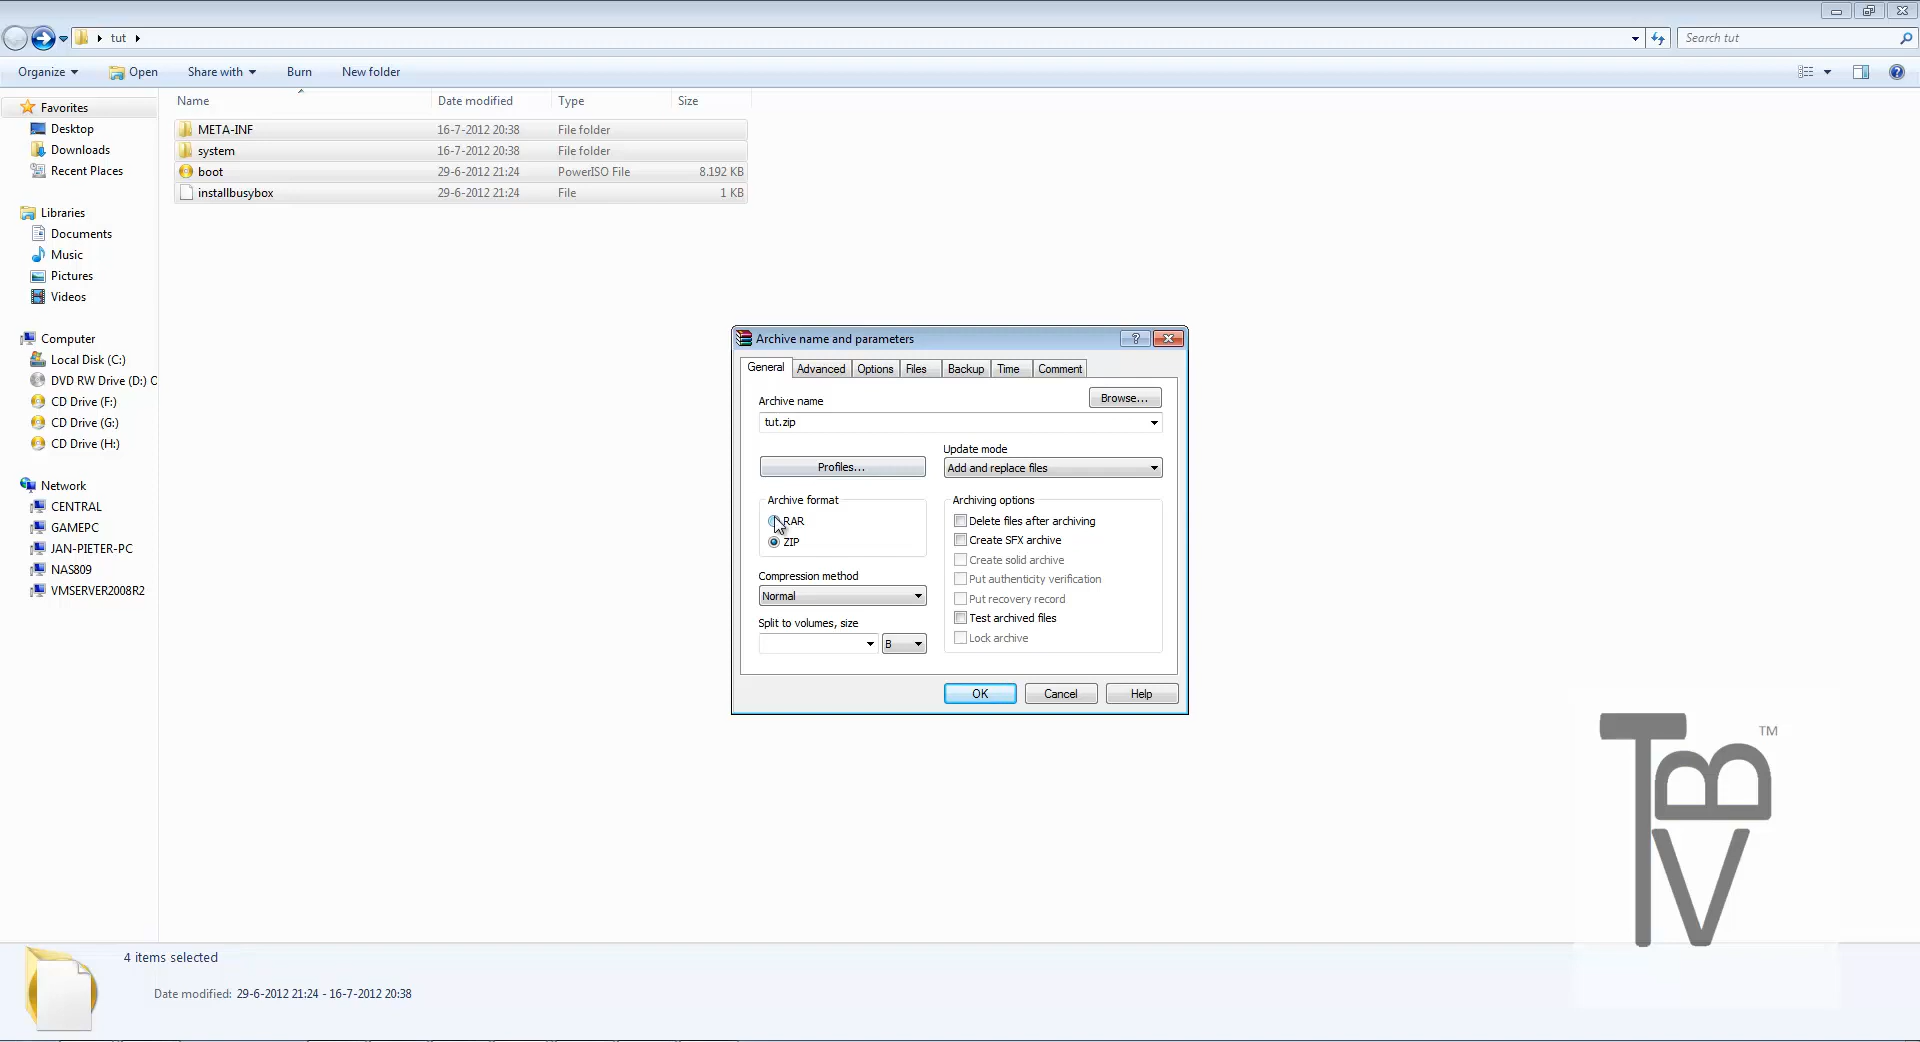 tut
Search tut
Organize
Open
Share with
Burn
New folder
Name
Date modified
Type
Size
Favorites
Desktop
Downloads
Recent Places
Libraries
Documents
Music
Pictures
Videos
Computer
Local Disk (C:)
DVD RW Drive (D:) C
CD Drive (F:)
CD Drive (G:)
CD Drive (H:)
Network
CENTRAL
GAMEPC
JAN-PIETER-PC
NAS809
VMSERVER2008R2
META-INF 16-7-2012 20:38 File folder
system 16-7-2012 20:38 File folder
boot 29-6-2012 21:24 PowerISO File 8.192 KB
installbusybox 29-6-2012 21:24 File 1 KB
Archive name and parameters
General Advanced Options Files Backup Time Comment
Archive name
Browse...
tut.zip
Profiles...
Update mode
Add and replace files
Archive format
RAR
ZIP
Compression method
Normal
Split to volumes, size
B
Archiving options
Delete files after archiving
Create SFX archive
Create solid archive
Put authenticity verification
Put recovery record
Test archived files
Lock archive
OK Cancel Help
TBV TM
4 items selected
Date modified: 29-6-2012 21:24 - 16-7-2012 20:38